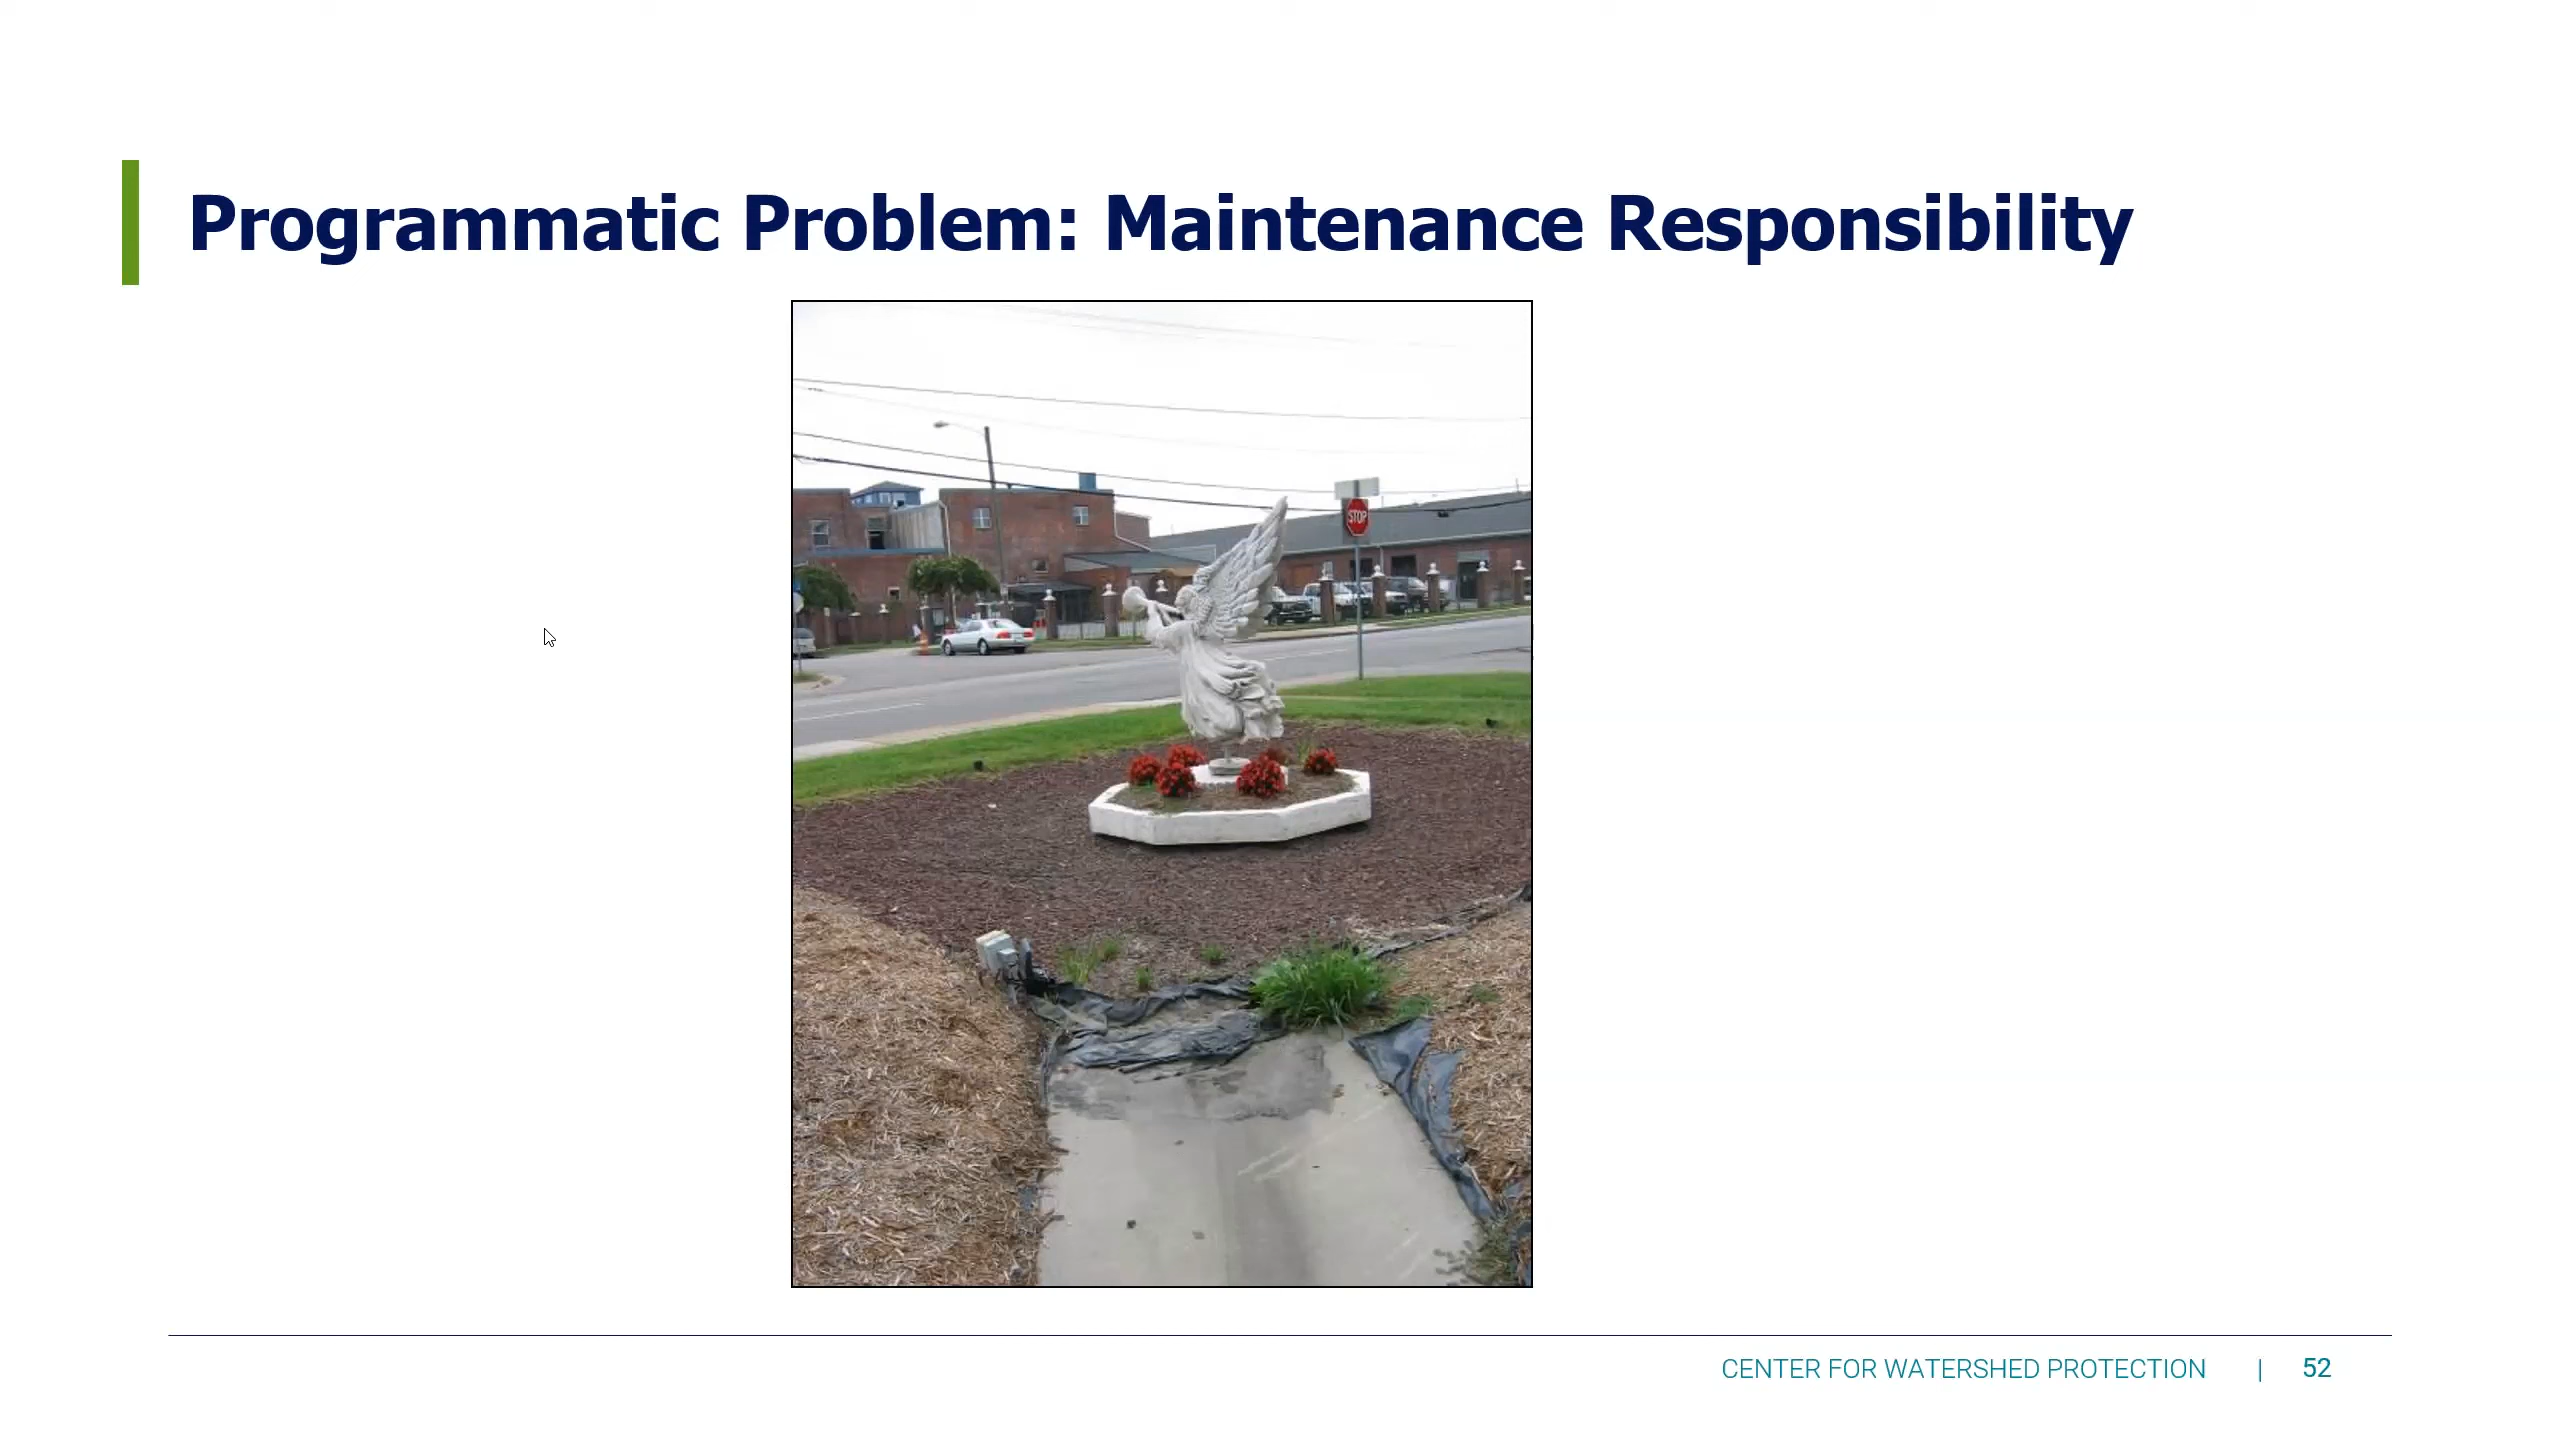 Programmatic Problem: Maintenance Responsibility
STOP
CENTER FOR WATERSHED PROTECTION | 52